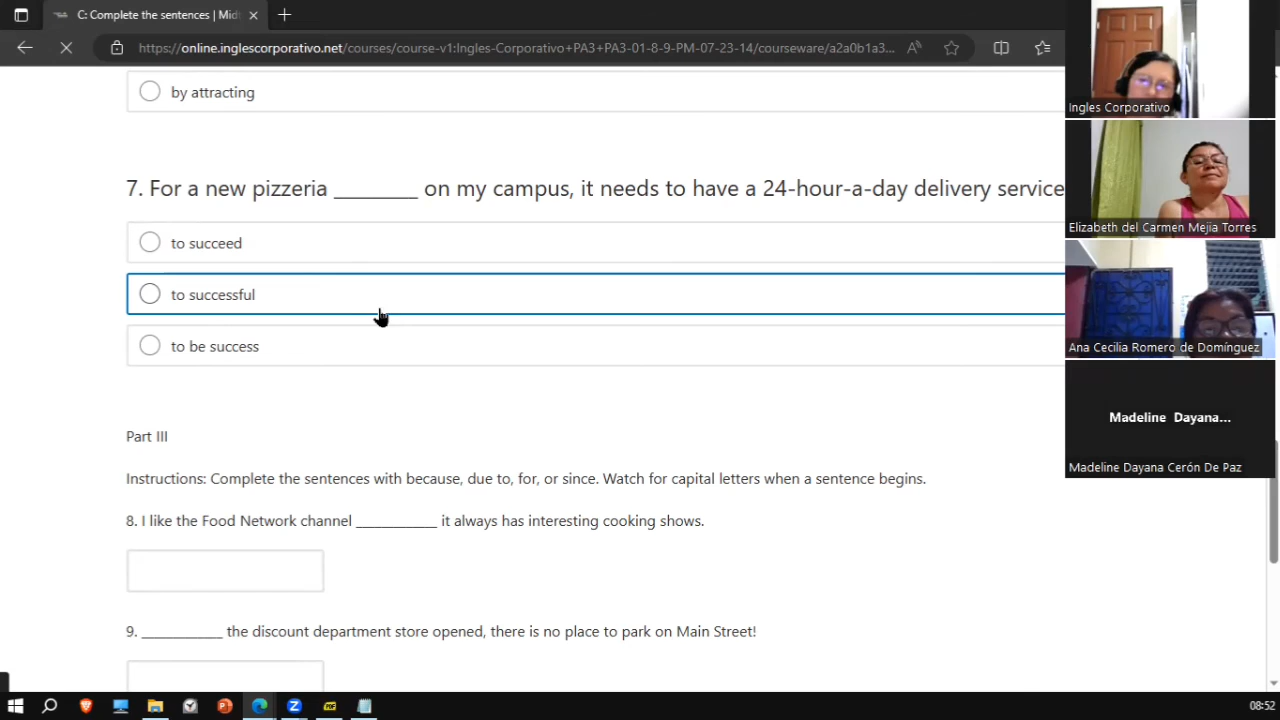 C: Complete the sentences | Mid
https://online.inglescorporativo.net/courses/course-v1:Ingles-Corporativo+PA3+PA3-01-8-9-PM-07-23-14/courseware/a2a0b1a3...
by attracting
7. For a new pizzeria ________ on my campus, it needs to have a 24-hour-a-day delivery service
to succeed
to successful
to be success
Part III
Instructions: Complete the sentences with because, due to, for, or since. Watch for capital letters when a sentence begins.
8. I like the Food Network channel ____________ it always has interesting cooking shows.
9. ____________ the discount department store opened, there is no place to park on Main Street!
Ingles Corporativo
Elizabeth del Carmen Mejia Torres
Ana Cecilia Romero de Domínguez
Madeline Dayana...
Madeline Dayana Cerón De Paz
08:52